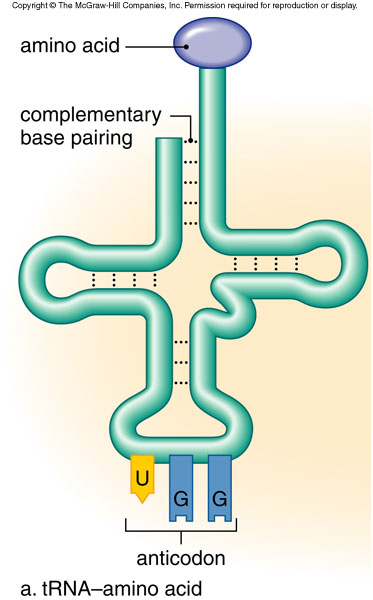 Copyright © The McGraw-Hill Companies, Inc. Permission required for reproduction or display.
amino acid
complementary
base pairing
U
G
G
anticodon
a. tRNA–amino acid